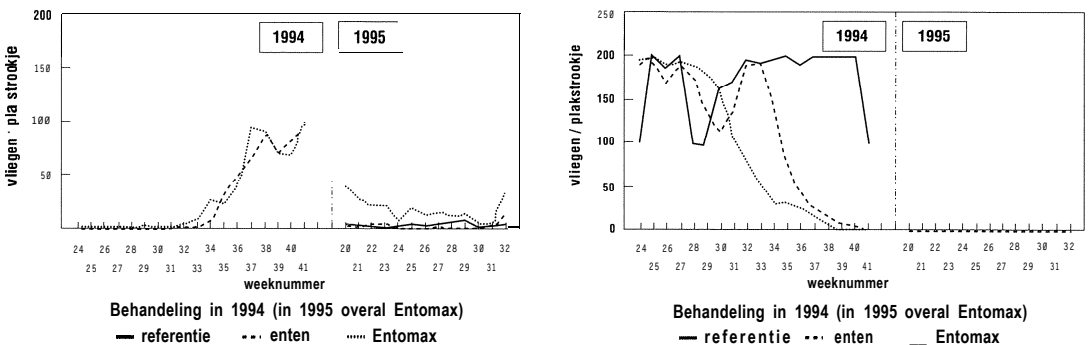 vliegen · pla strookje
200
150
100
50
1994
1995
24 26 28 30 32 34 36 38 40 20 22 24 26 28 30 32
25 27 29 31 33 35 37 39 41 21 23 25 27 29 31
weeknummer
Behandeling in 1994 (in 1995 overal Entomax)
referentie enten Entomax
vliegen / plakstrookje
250
200
150
100
50
0
1994
1995
24 26 28 30 32 34 36 38 40 20 22 24 26 28 30 32
25 27 29 31 33 35 37 39 41 21 23 25 27 29 31
weeknummer
Behandeling in 1994 (in 1995 overal Entomax)
referentie enten Entomax